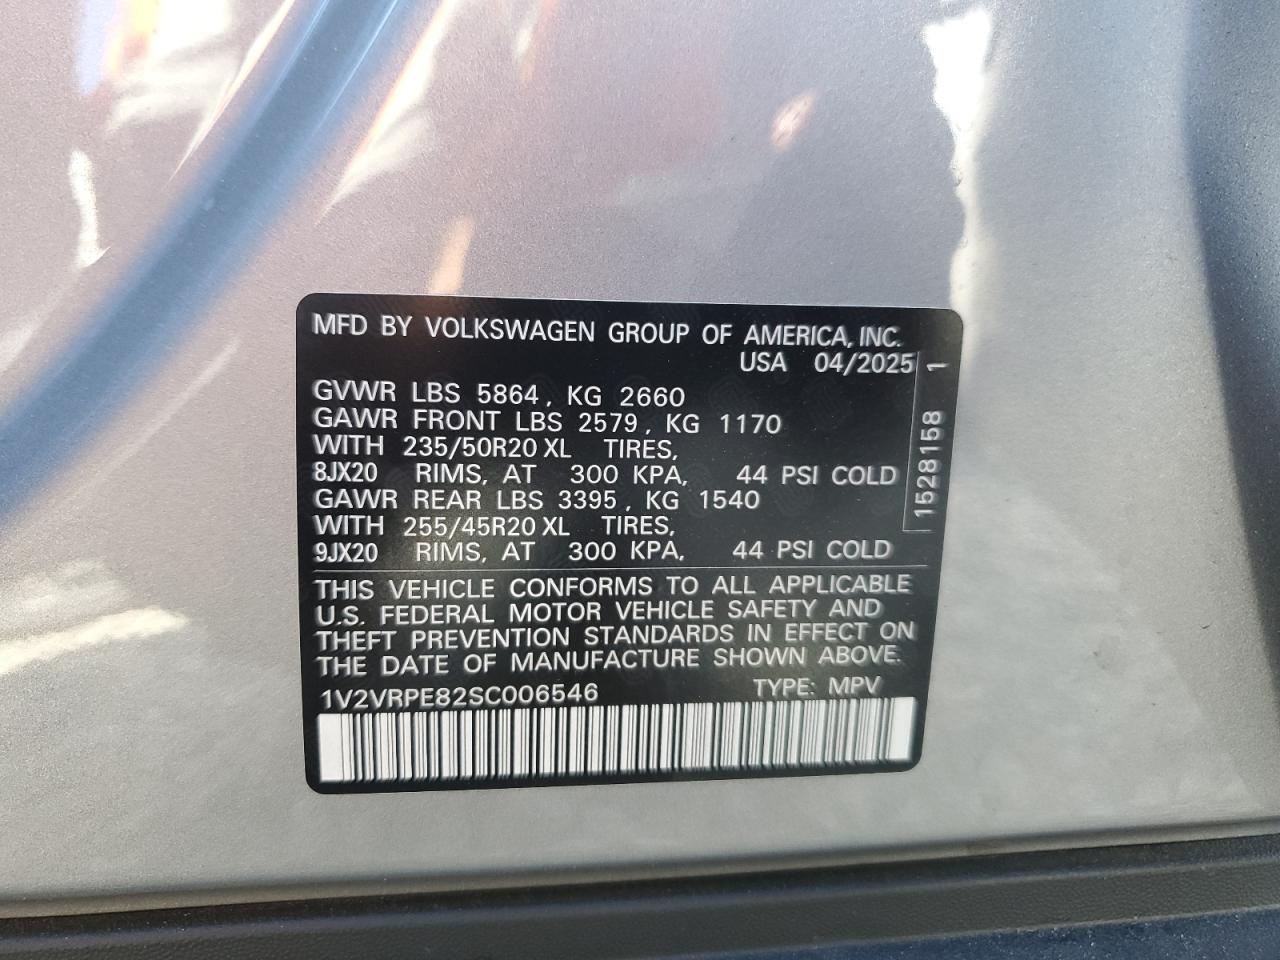 MFD BY VOLKSWAGEN GROUP OF AMERICA, INC.
USA 04/2025
GVWR LBS 5864, KG 2660
GAWR FRONT LBS 2579, KG 1170
WITH 235/50R20 XL TIRES,
8JX20 RIMS, AT 300 KPA, 44 PSI COLD
GAWR REAR LBS 3395, KG 1540
WITH 255/45R20 XL TIRES,
9JX20 RIMS, AT 300 KPA, 44 PSI COLD
1528158 1
THIS VEHICLE CONFORMS TO ALL APPLICABLE
U.S. FEDERAL MOTOR VEHICLE SAFETY AND
THEFT PREVENTION STANDARDS IN EFFECT ON
THE DATE OF MANUFACTURE SHOWN ABOVE.
1V2VRPE82SC006546 TYPE: MPV